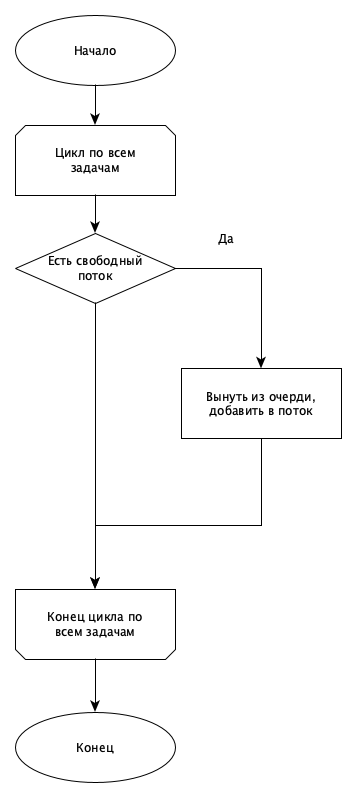 Начало
Цикл по всем
задачам
Да
Есть свободный
поток
Вынуть из очерди,
добавить в поток
Конец цикла по
всем задачам
Конец